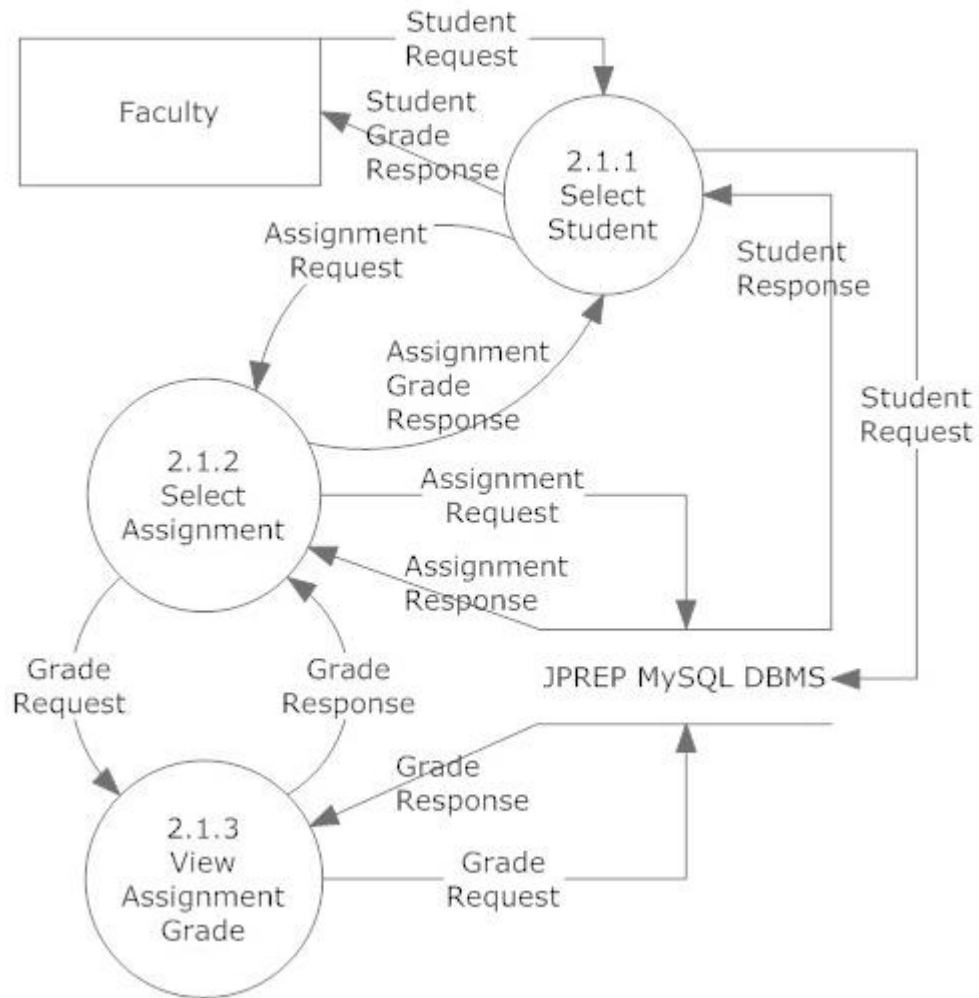 Student
Request
Faculty
Student
Grade
Response
2.1.1
Select
Student
Assignment
Request
Student
Response
Assignment
Grade
Response
Student
Request
2.1.2
Select
Assignment
Assignment
Request
Assignment
Response
Grade
Request
Grade
Response
JPREP MySQL DBMS
Grade
Response
2.1.3
View
Assignment
Grade
Grade
Request